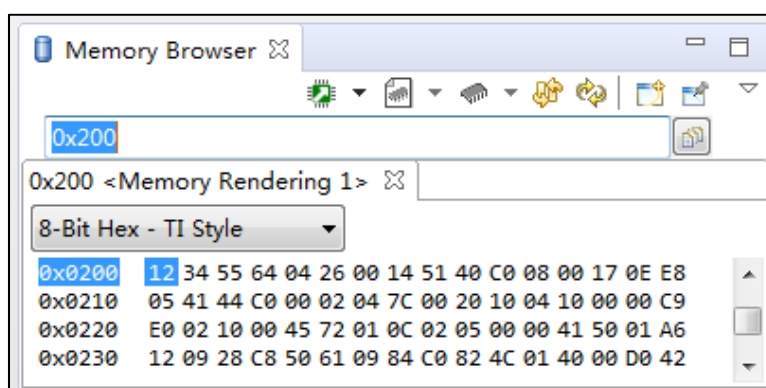 Memory Browser
0x200
0x200 <Memory Rendering 1>
8-Bit Hex - TI Style
0x0200 12 34 55 64 04 26 00 14 51 40 C0 08 00 17 0E E8
0x0210 05 41 44 C0 00 02 04 7C 00 20 10 04 10 00 00 C9
0x0220 E0 02 10 00 45 72 01 0C 02 05 00 00 41 50 01 A6
0x0230 12 09 28 C8 50 61 09 84 C0 82 4C 01 40 00 D0 42